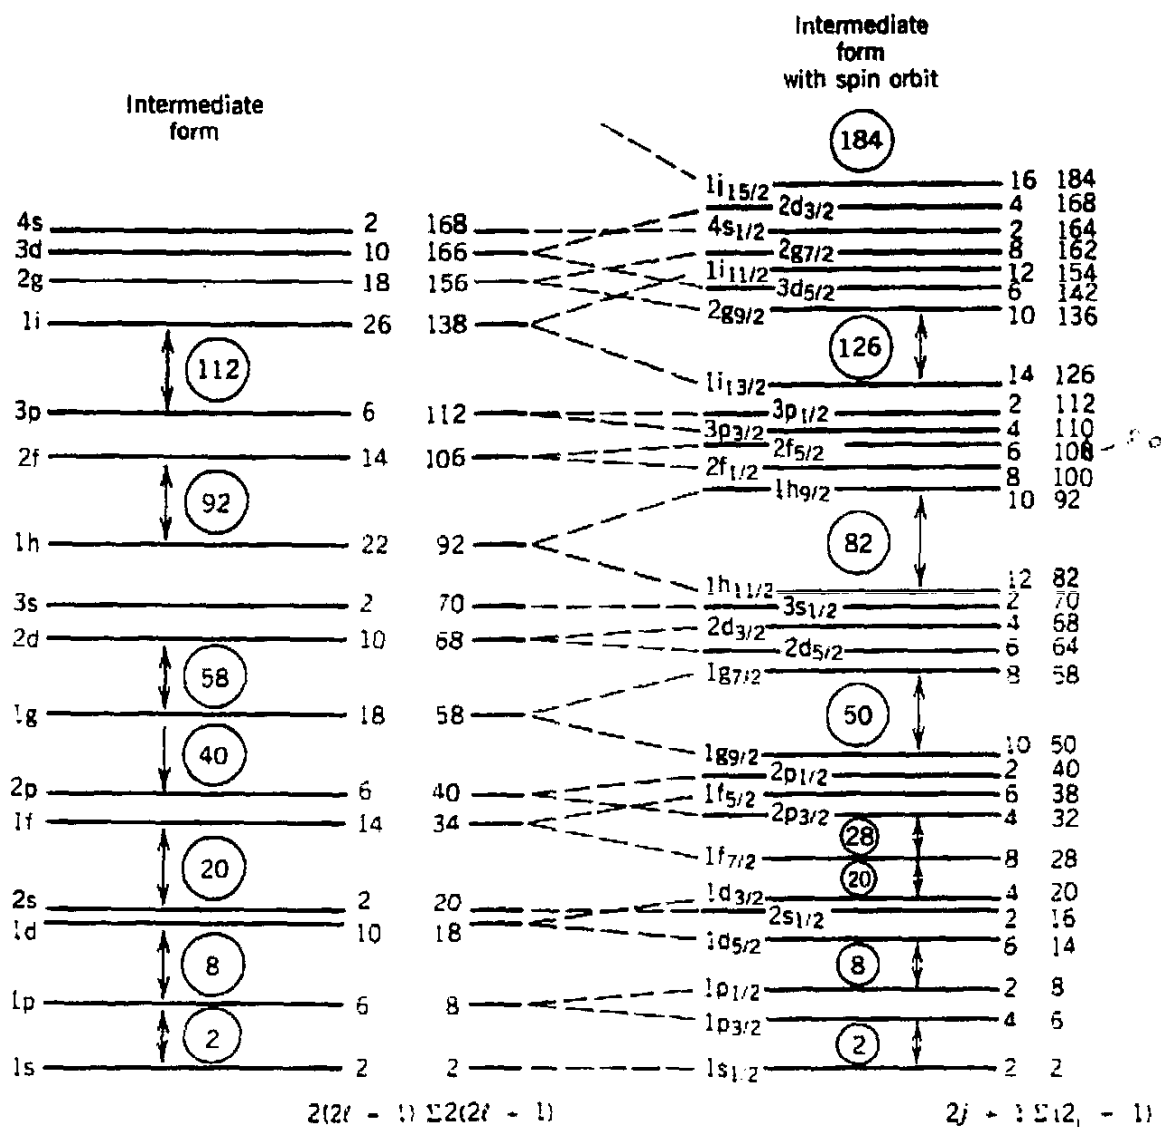 Intermediate
form
with spin orbit
Intermediate
form
184
1i15/2 16 184
2d3/2 4 168
4s 2 168 4s1/2 2 164
3d 10 166 2g7/2 8 162
1i11/2 12 154
2g 18 156 3d5/2 6 142
2g9/2 10 136
1i 26 138
126
112
1i13/2 14 126
3p 6 112 3p1/2 2 112
3p3/2 4 110
2f 14 106 2f5/2 6
2f1/2 8 100
1h9/2 10 92
92
82
1h 22 92
1h11/2 12 82
3s 2 70 3s1/2 2 70
2d 10 68 2d3/2 4 68
2d5/2 6 64
58
1g7/2 8 58
1g 18 58
50
40
1g9/2 10 50
2p1/2 2 40
2p 6 40 1f5/2 6 38
2p3/2 4 32
1f 14 34
28
1f7/2 8 28
20
20
1d3/2 4 20
2s 2 20 2s1/2 2 16
1d 10 18
1d5/2 6 14
8
8
1p1/2 2 8
1p 6 8
1p3/2 4 6
2
2
1s 2 2 1s1/2 2 2
2(2ℓ - 1) Σ2(2ℓ + 1)